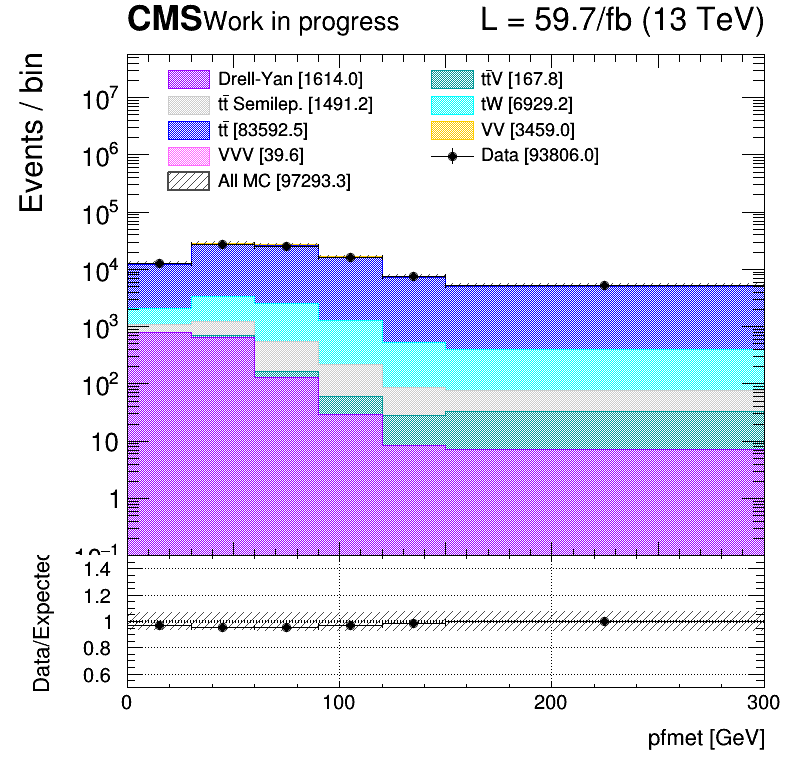 CMS Work in progress L = 59.7/fb (13 TeV)
Events / bin
Drell-Yan [1614.0] tt̄V [167.8]
tt̄ Semilep. [1491.2] tW [6929.2]
tt̄ [83592.5] VV [3459.0]
VVV [39.6] Data [93806.0]
All MC [97293.3]
10⁷
10⁶
10⁵
10⁴
10³
10²
10
1
10⁻¹
Data/Expected
1.4
1.2
1
0.8
0.6
0 100 200 300
pfmet [GeV]